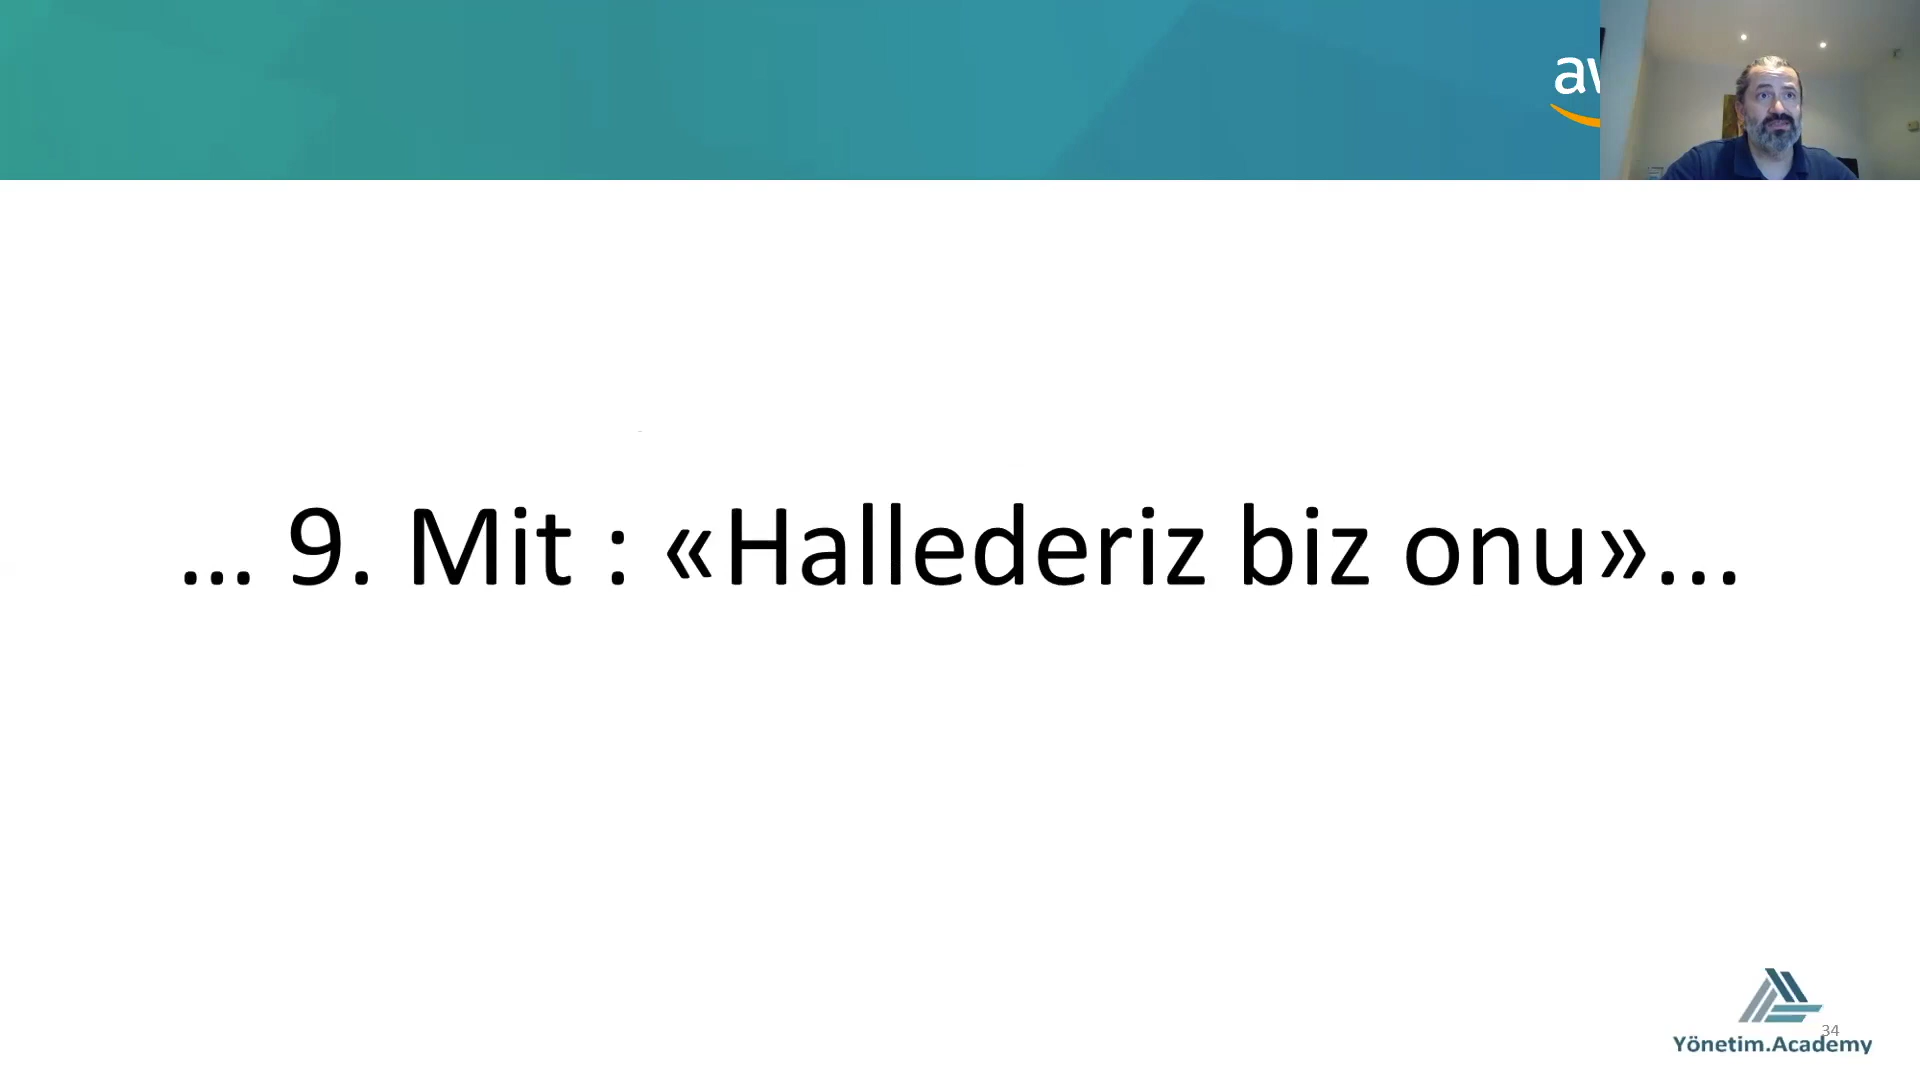 … 9. Mit : «Hallederiz biz onu»…
34
Yönetim.Academy